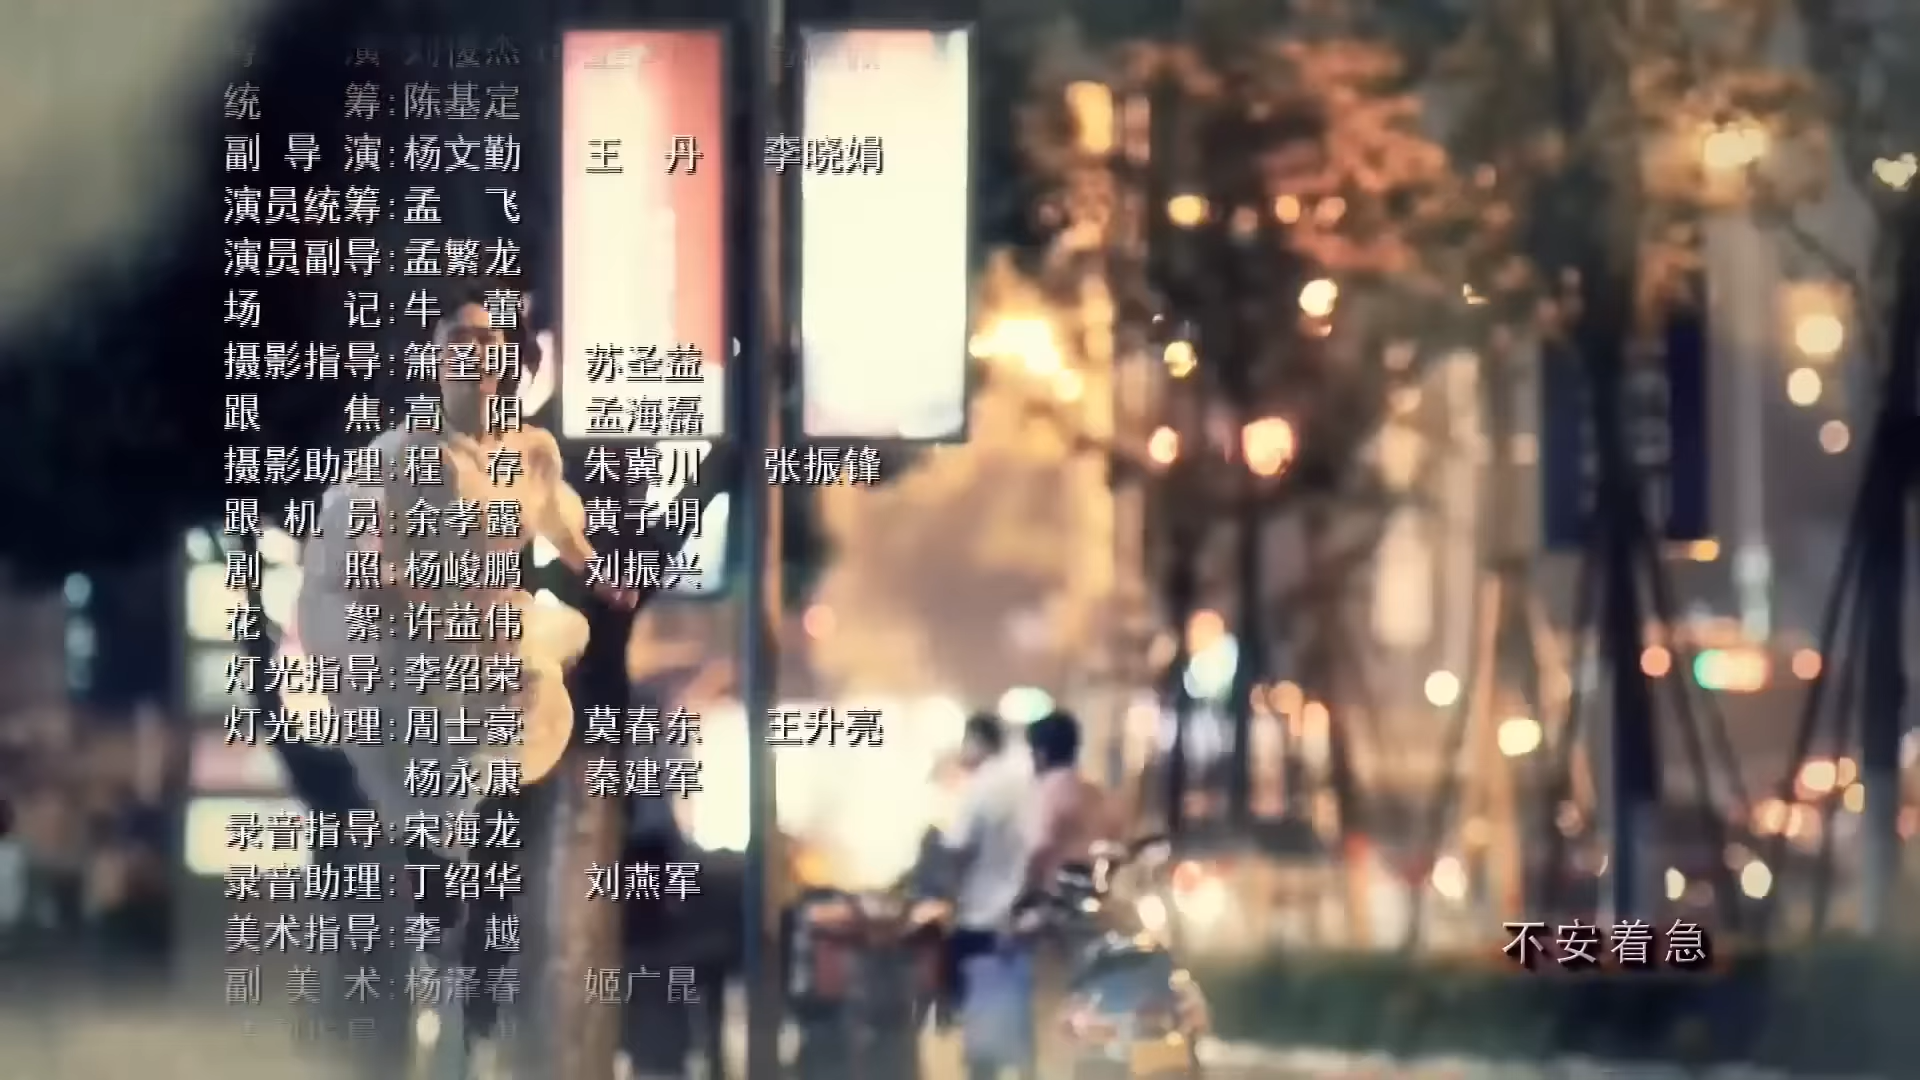 导 演:刘俊杰
统 筹:陈基定
副 导 演:杨文勤 王 丹 李晓娟
演员统筹:孟 飞
演员副导:孟繁龙
场 记:牛 蕾
摄影指导:箫圣明 苏圣益
跟 焦:高 阳 孟海磊
摄影助理:程 存 朱冀川 张振锋
跟 机 员:余孝露 黄子明
剧 照:杨峻鹏 刘振兴
花 絮:许益伟
灯光指导:李绍荣
灯光助理:周士豪 莫春东 王升亮
杨永康 秦建军
录音指导:宋海龙
录音助理:丁绍华 刘燕军
美术指导:李 越
副 美 术:杨泽春 姬广昆
不安着急